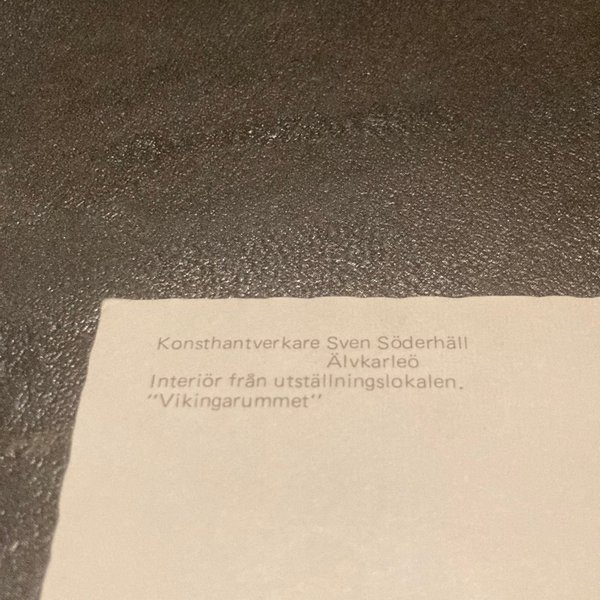 Konsthantverkare Sven Söderhäll
Älvkarleö
Interiör från utställningslokalen.
"Vikingarummet"